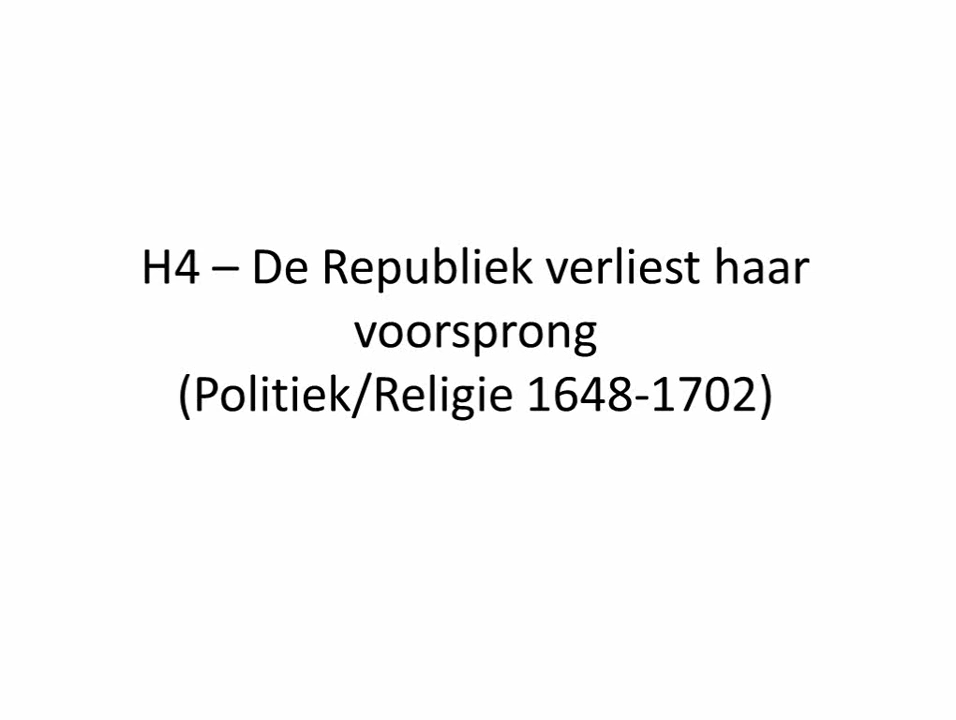 H4 – De Republiek verliest haar
voorsprong
(Politiek/Religie 1648-1702)